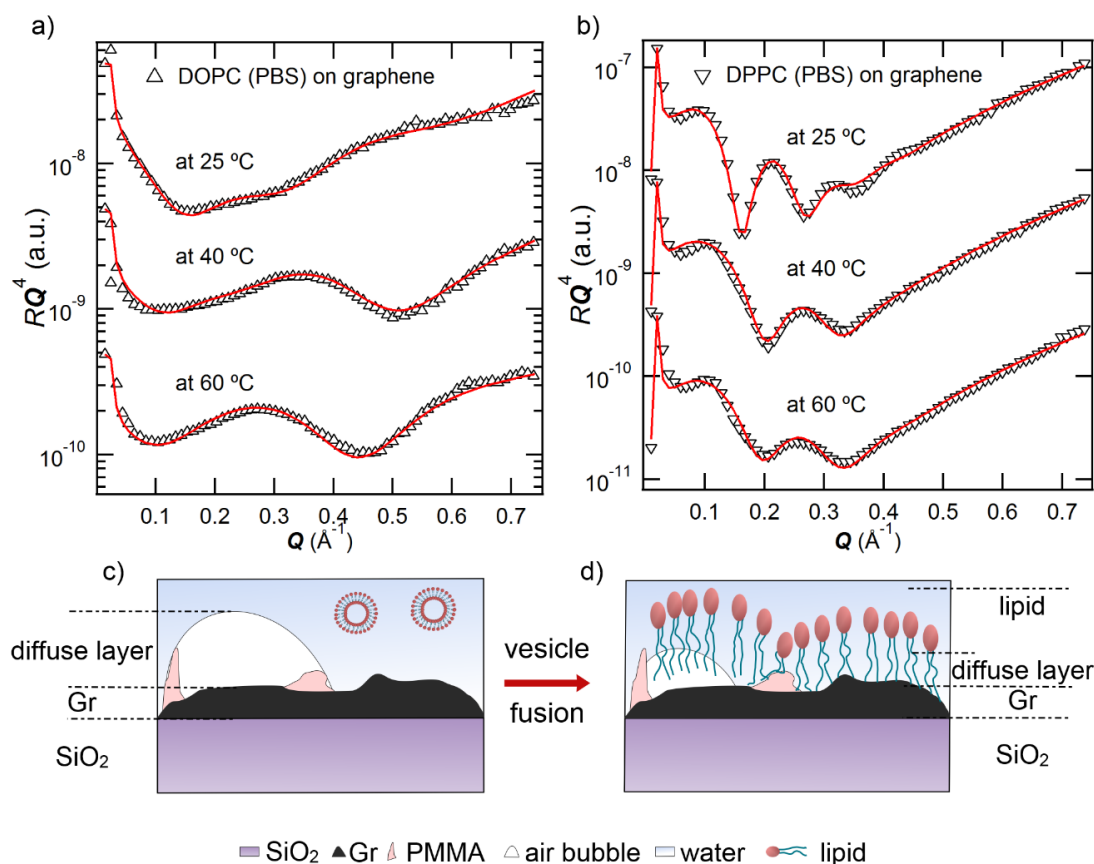 a)
△ DOPC (PBS) on graphene
at 25 ºC
at 40 ºC
at 60 ºC
10⁻⁸
10⁻⁹
10⁻¹⁰
RQ⁴ (a.u.)
0.1 0.2 0.3 0.4 0.5 0.6 0.7
Q (Å⁻¹)
b)
▽ DPPC (PBS) on graphene
at 25 ºC
at 40 ºC
at 60 ºC
10⁻⁷
10⁻⁸
10⁻⁹
10⁻¹⁰
10⁻¹¹
RQ⁴ (a.u.)
0.1 0.2 0.3 0.4 0.5 0.6 0.7
Q (Å⁻¹)
c)
diffuse layer
Gr
SiO₂
vesicle
fusion
d)
lipid
diffuse layer
Gr
SiO₂
SiO₂ Gr PMMA air bubble water lipid